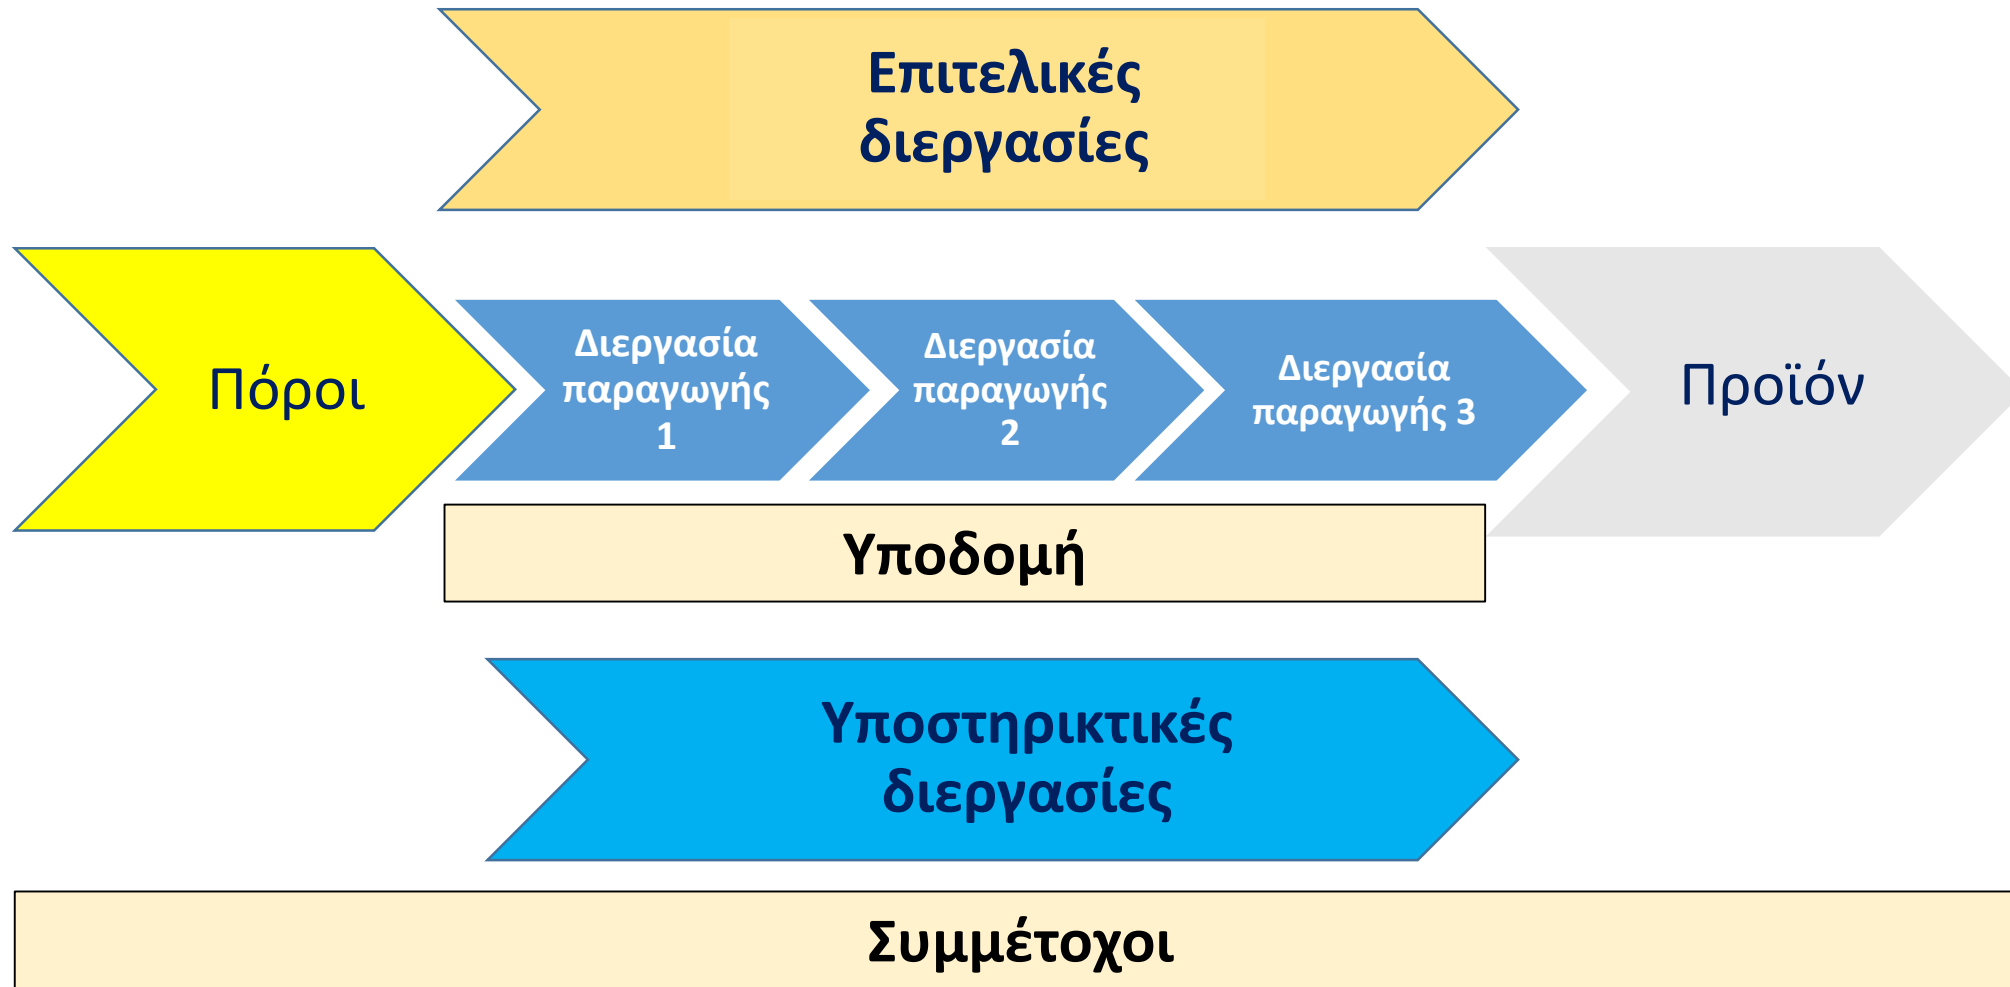 Επιτελικές
διεργασίες
Πόροι
Διεργασία
παραγωγής
1
Διεργασία
παραγωγής
2
Διεργασία
παραγωγής 3
Προϊόν
Υποδομή
Υποστηρικτικές
διεργασίες
Συμμέτοχοι